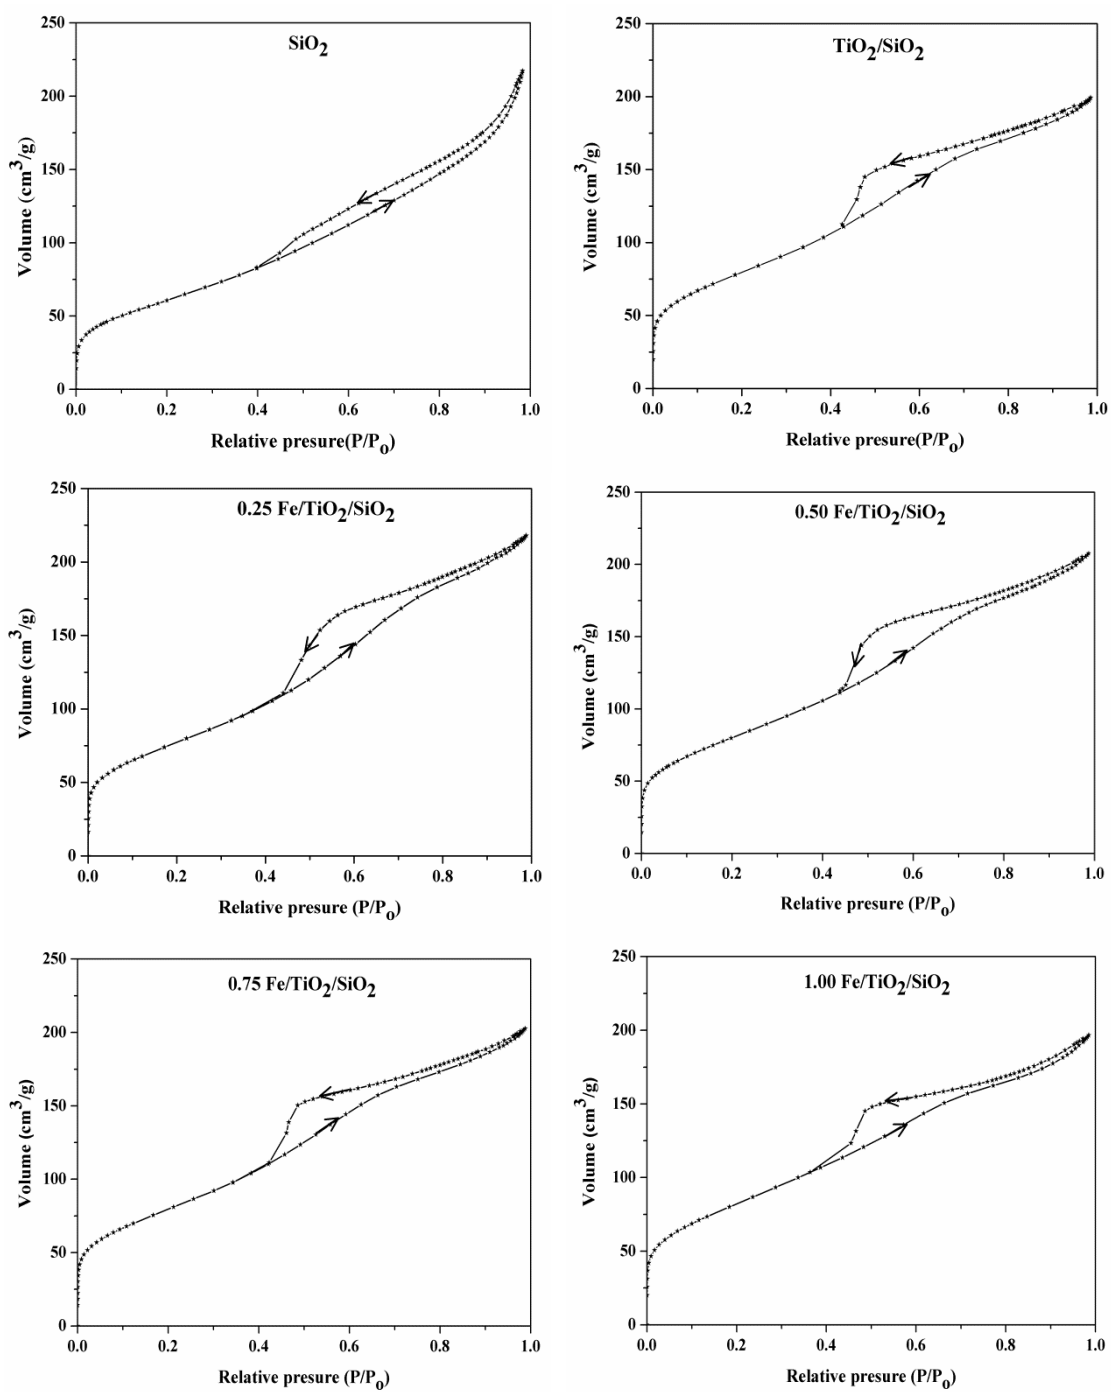 SiO2
250
200
150
100
50
0
Volume (cm3/g)
0.0 0.2 0.4 0.6 0.8 1.0
Relative presure(P/Po)
TiO2/SiO2
250
200
150
100
50
0
Volume (cm3/g)
0.0 0.2 0.4 0.6 0.8 1.0
Relative presure(P/Po)
0.25 Fe/TiO2/SiO2
250
200
150
100
50
0
Volume (cm3/g)
0.0 0.2 0.4 0.6 0.8 1.0
Relative presure (P/Po)
0.50 Fe/TiO2/SiO2
250
200
150
100
50
0
Volume (cm3/g)
0.0 0.2 0.4 0.6 0.8 1.0
Relative presure (P/Po)
0.75 Fe/TiO2/SiO2
250
200
150
100
50
0
Volume (cm3/g)
0.0 0.2 0.4 0.6 0.8 1.0
Relative presure (P/Po)
1.00 Fe/TiO2/SiO2
250
200
150
100
50
0
Volume (cm3/g)
0.0 0.2 0.4 0.6 0.8 1.0
Relative presure (P/Po)